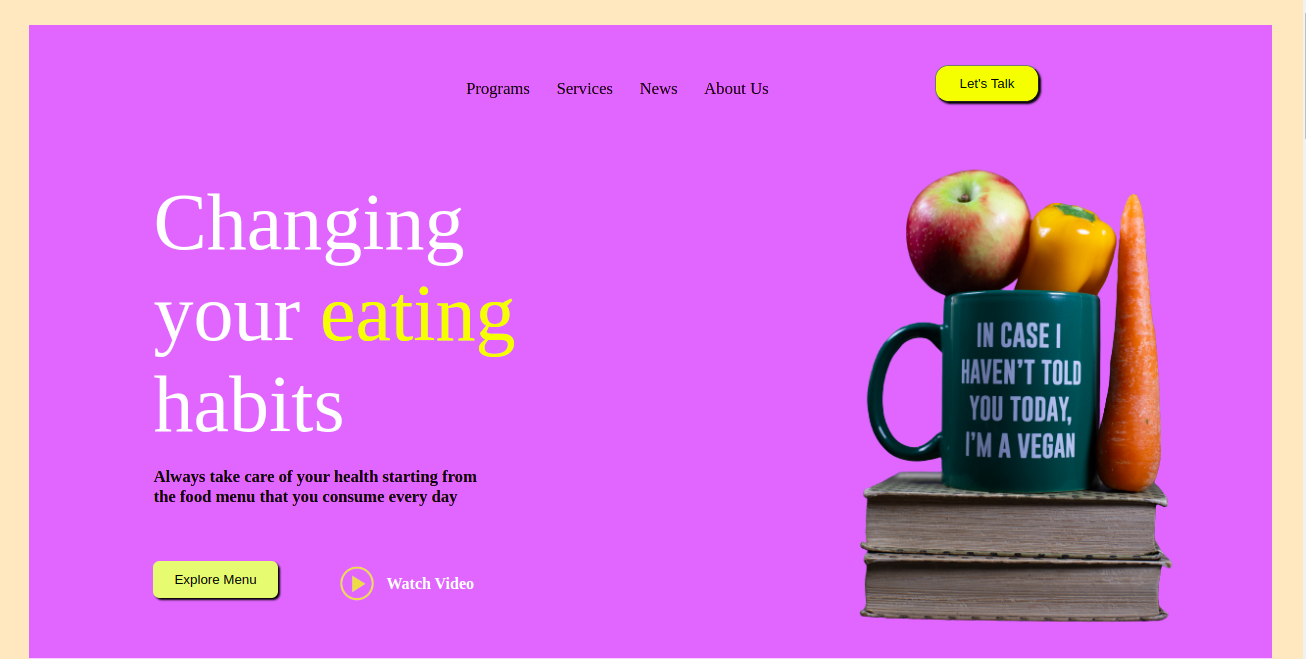 Programs Services News About Us Let's Talk
Changing
your eating
habits
IN CASE I
HAVEN'T TOLD
YOU TODAY,
I'M A VEGAN
Always take care of your health starting from
the food menu that you consume every day
Explore Menu Watch Video